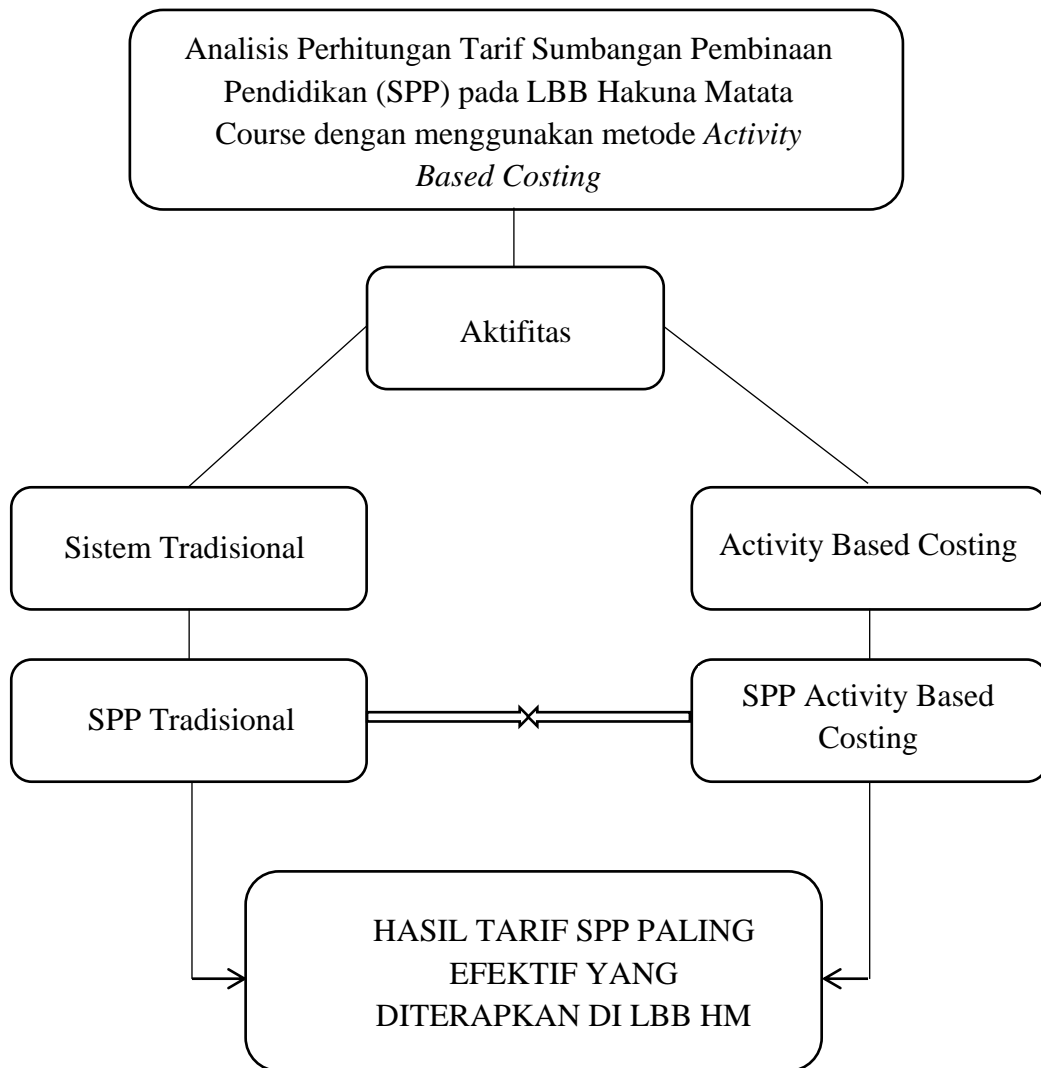 Analisis Perhitungan Tarif Sumbangan Pembinaan
Pendidikan (SPP) pada LBB Hakuna Matata
Course dengan menggunakan metode Activity
Based Costing
Aktifitas
Sistem Tradisional
Activity Based Costing
SPP Tradisional
SPP Activity Based
Costing
HASIL TARIF SPP PALING
EFEKTIF YANG
DITERAPKAN DI LBB HM